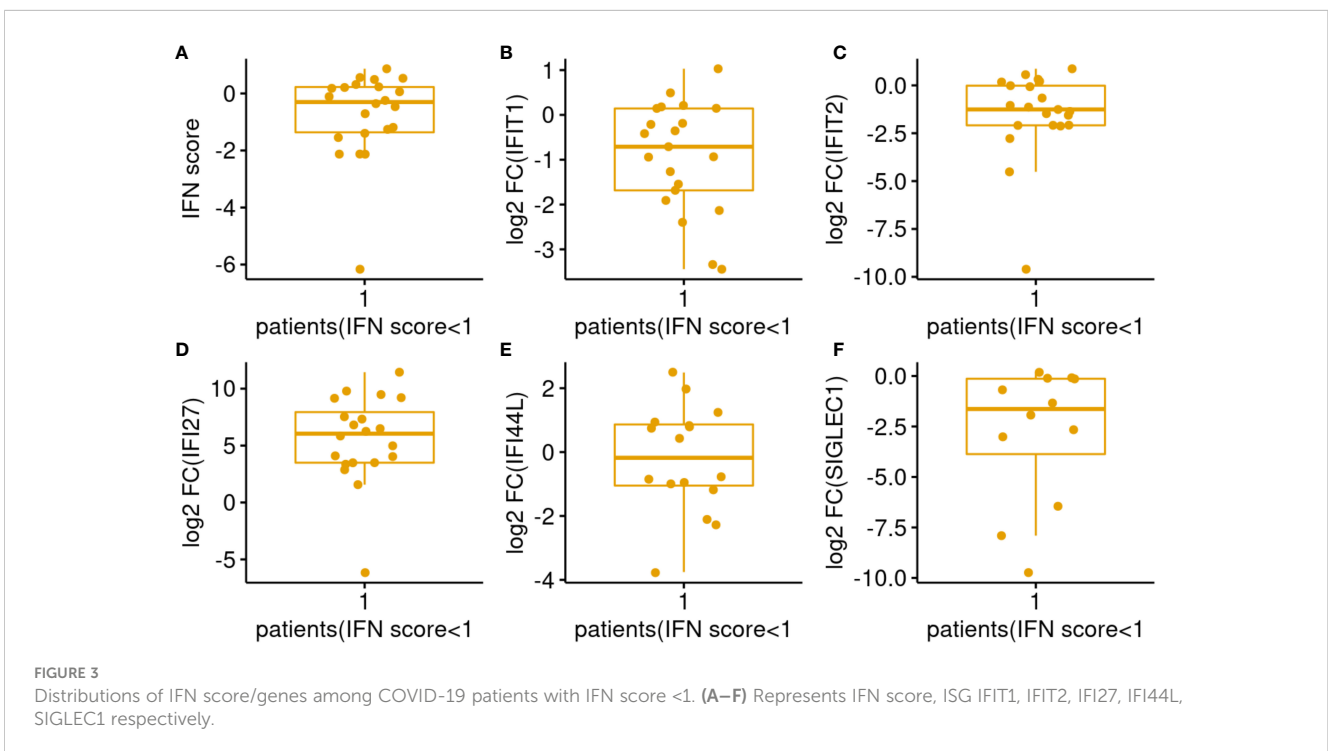 A
IFN score
0
-2
-4
-6
1
patients(IFN score<1
B
log2 FC(IFIT1)
1
0
-1
-2
-3
1
patients(IFN score<1
C
log2 FC(IFIT2)
0.0
-2.5
-5.0
-7.5
-10.0
1
patients(IFN score<1
D
log2 FC(IFI27)
10
5
0
-5
1
patients(IFN score<1
E
log2 FC(IFI44L)
2
0
-2
-4
1
patients(IFN score<1
F
log2 FC(SIGLEC1)
0.0
-2.5
-5.0
-7.5
-10.0
1
patients(IFN score<1
FIGURE 3
Distributions of IFN score/genes among COVID-19 patients with IFN score <1. (A–F) Represents IFN score, ISG IFIT1, IFIT2, IFI27, IFI44L,
SIGLEC1 respectively.